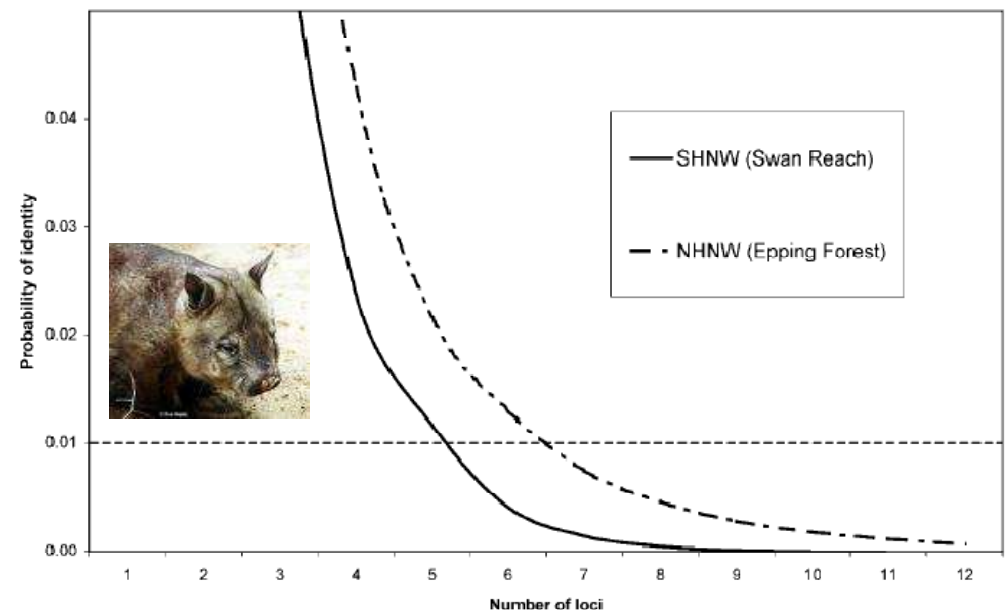 0.04
0.03
0.02
0.01
0.00
Probability of identity
SHNW (Swan Reach)
NHNW (Epping Forest)
1 2 3 4 5 6 7 8 9 10 11 12
Number of loci